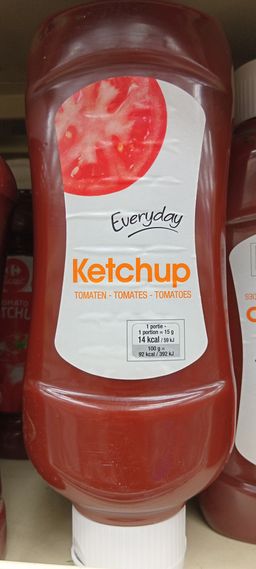 Everyday
Ketchup
TOMATEN - TOMATES - TOMATOES
1 portie -
1 portion = 15 g
14 kcal / 59 kJ
100 g =
92 kcal / 392 kJ